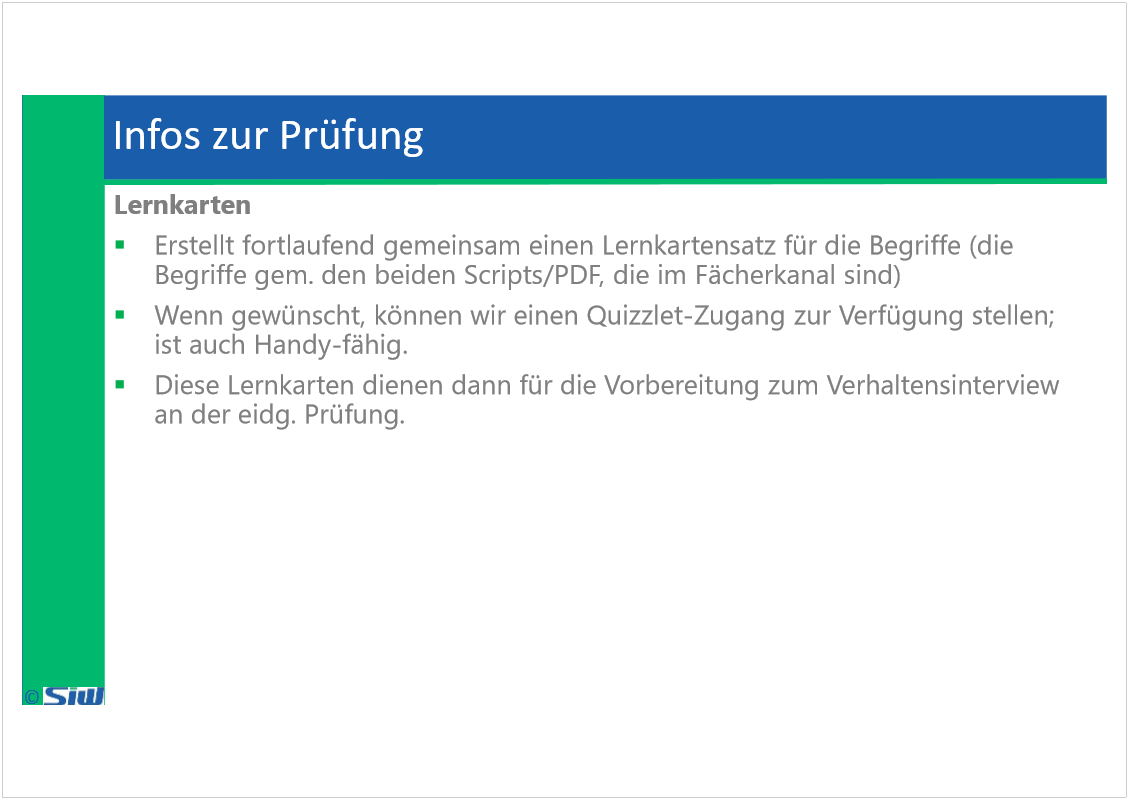 Infos zur Prüfung
Lernkarten
▪ Erstellt fortlaufend gemeinsam einen Lernkartensatz für die Begriffe (die
Begriffe gem. den beiden Scripts/PDF, die im Fächerkanal sind)
▪ Wenn gewünscht, können wir einen Quizzlet-Zugang zur Verfügung stellen;
ist auch Handy-fähig.
▪ Diese Lernkarten dienen dann für die Vorbereitung zum Verhaltensinterview
an der eidg. Prüfung.
© SIW